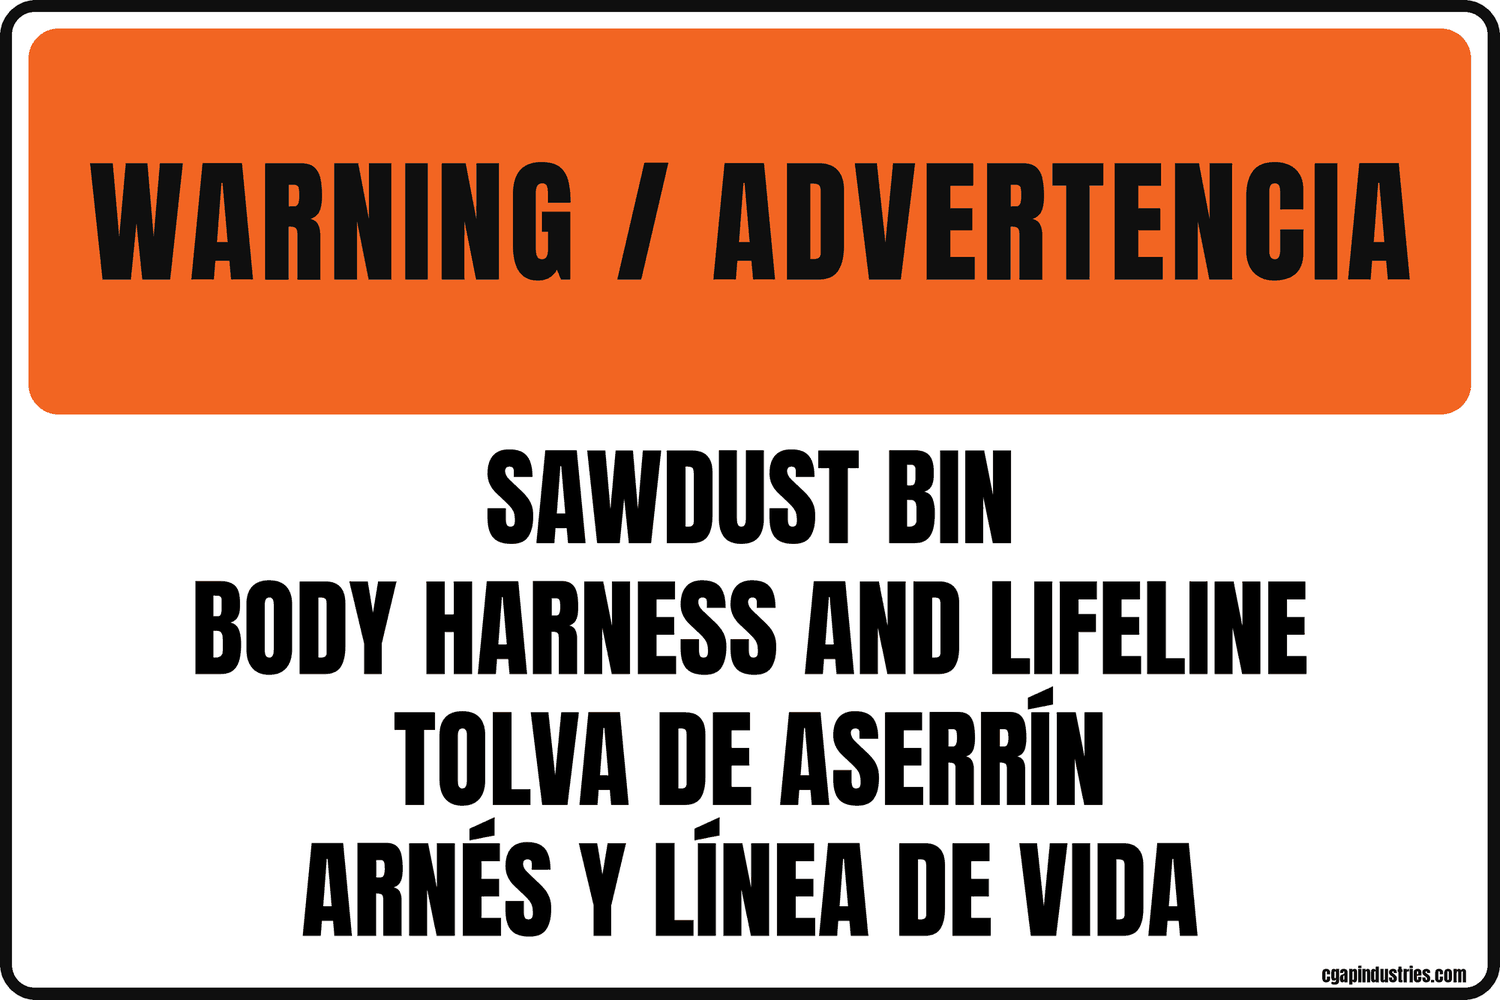 WARNING / ADVERTENCIA
SAWDUST BIN
BODY HARNESS AND LIFELINE
TOLVA DE ASERRÍN
ARNÉS Y LÍNEA DE VIDA
cgapindustries.com